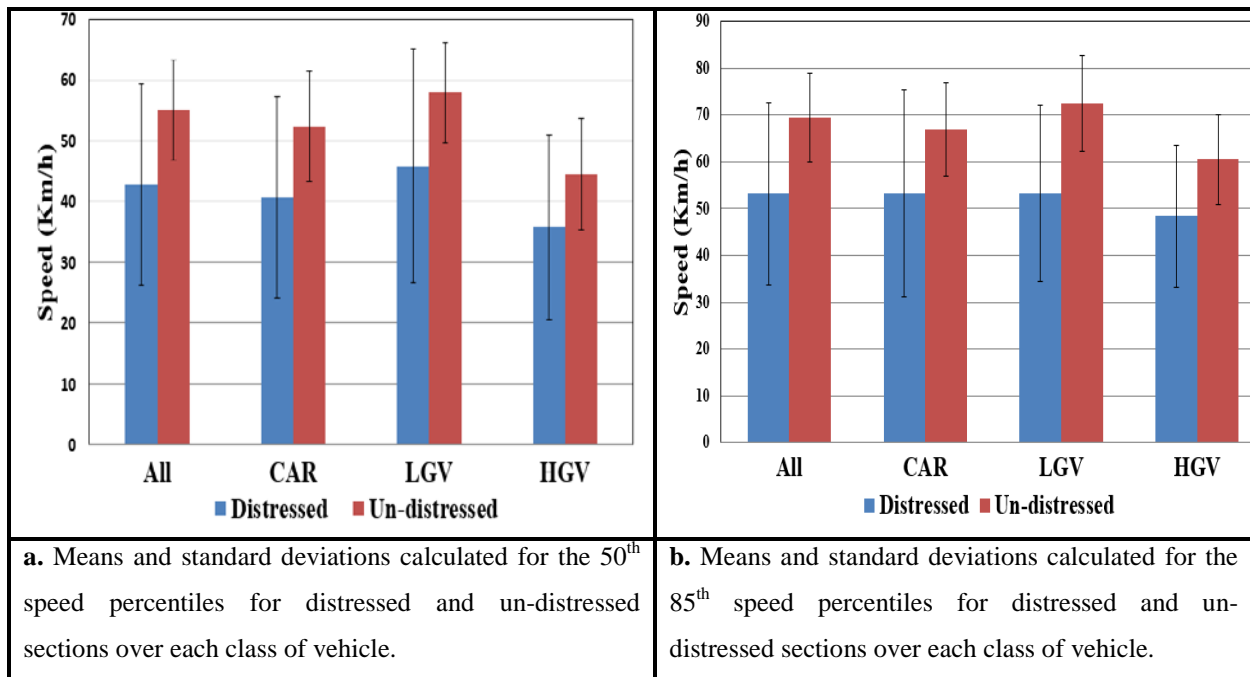 70
60
50
40
30
20
10
0
Speed (Km/h)
All CAR LGV HGV
Distressed Un-distressed
90
80
70
60
50
40
30
20
10
0
Speed (Km/h)
All CAR LGV HGV
Distressed Un-distressed
a. Means and standard deviations calculated for the 50th
speed percentiles for distressed and un-distressed
sections over each class of vehicle.
b. Means and standard deviations calculated for the
85th speed percentiles for distressed and un-
distressed sections over each class of vehicle.